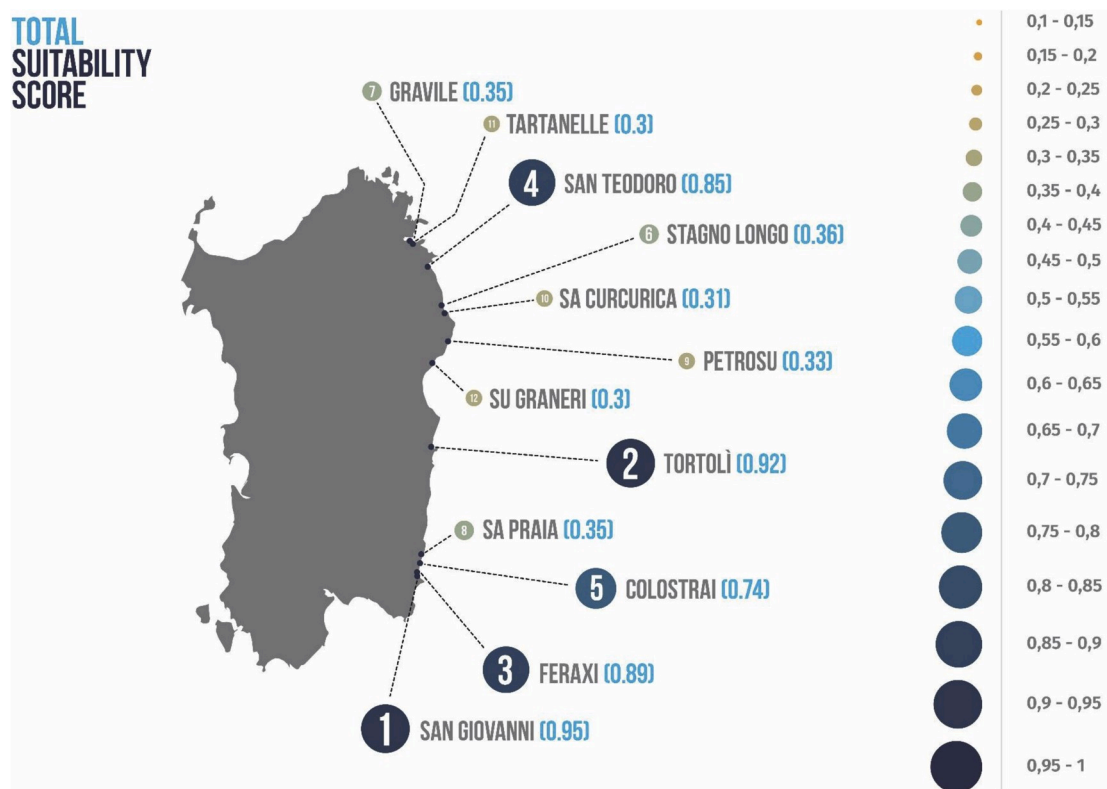 TOTAL
SUITABILITY
SCORE
7 GRAVILE (0.35)
11 TARTANELLE (0.3)
4 SAN TEODORO (0.85)
6 STAGNO LONGO (0.36)
10 SA CURCURICA (0.31)
9 PETROSU (0.33)
12 SU GRANERI (0.3)
2 TORTOLÌ (0.92)
8 SA PRAIA (0.35)
5 COLOSTRAI (0.74)
3 FERAXI (0.89)
1 SAN GIOVANNI (0.95)
0,1 - 0,15
0,15 - 0,2
0,2 - 0,25
0,25 - 0,3
0,3 - 0,35
0,35 - 0,4
0,4 - 0,45
0,45 - 0,5
0,5 - 0,55
0,55 - 0,6
0,6 - 0,65
0,65 - 0,7
0,7 - 0,75
0,75 - 0,8
0,8 - 0,85
0,85 - 0,9
0,9 - 0,95
0,95 - 1